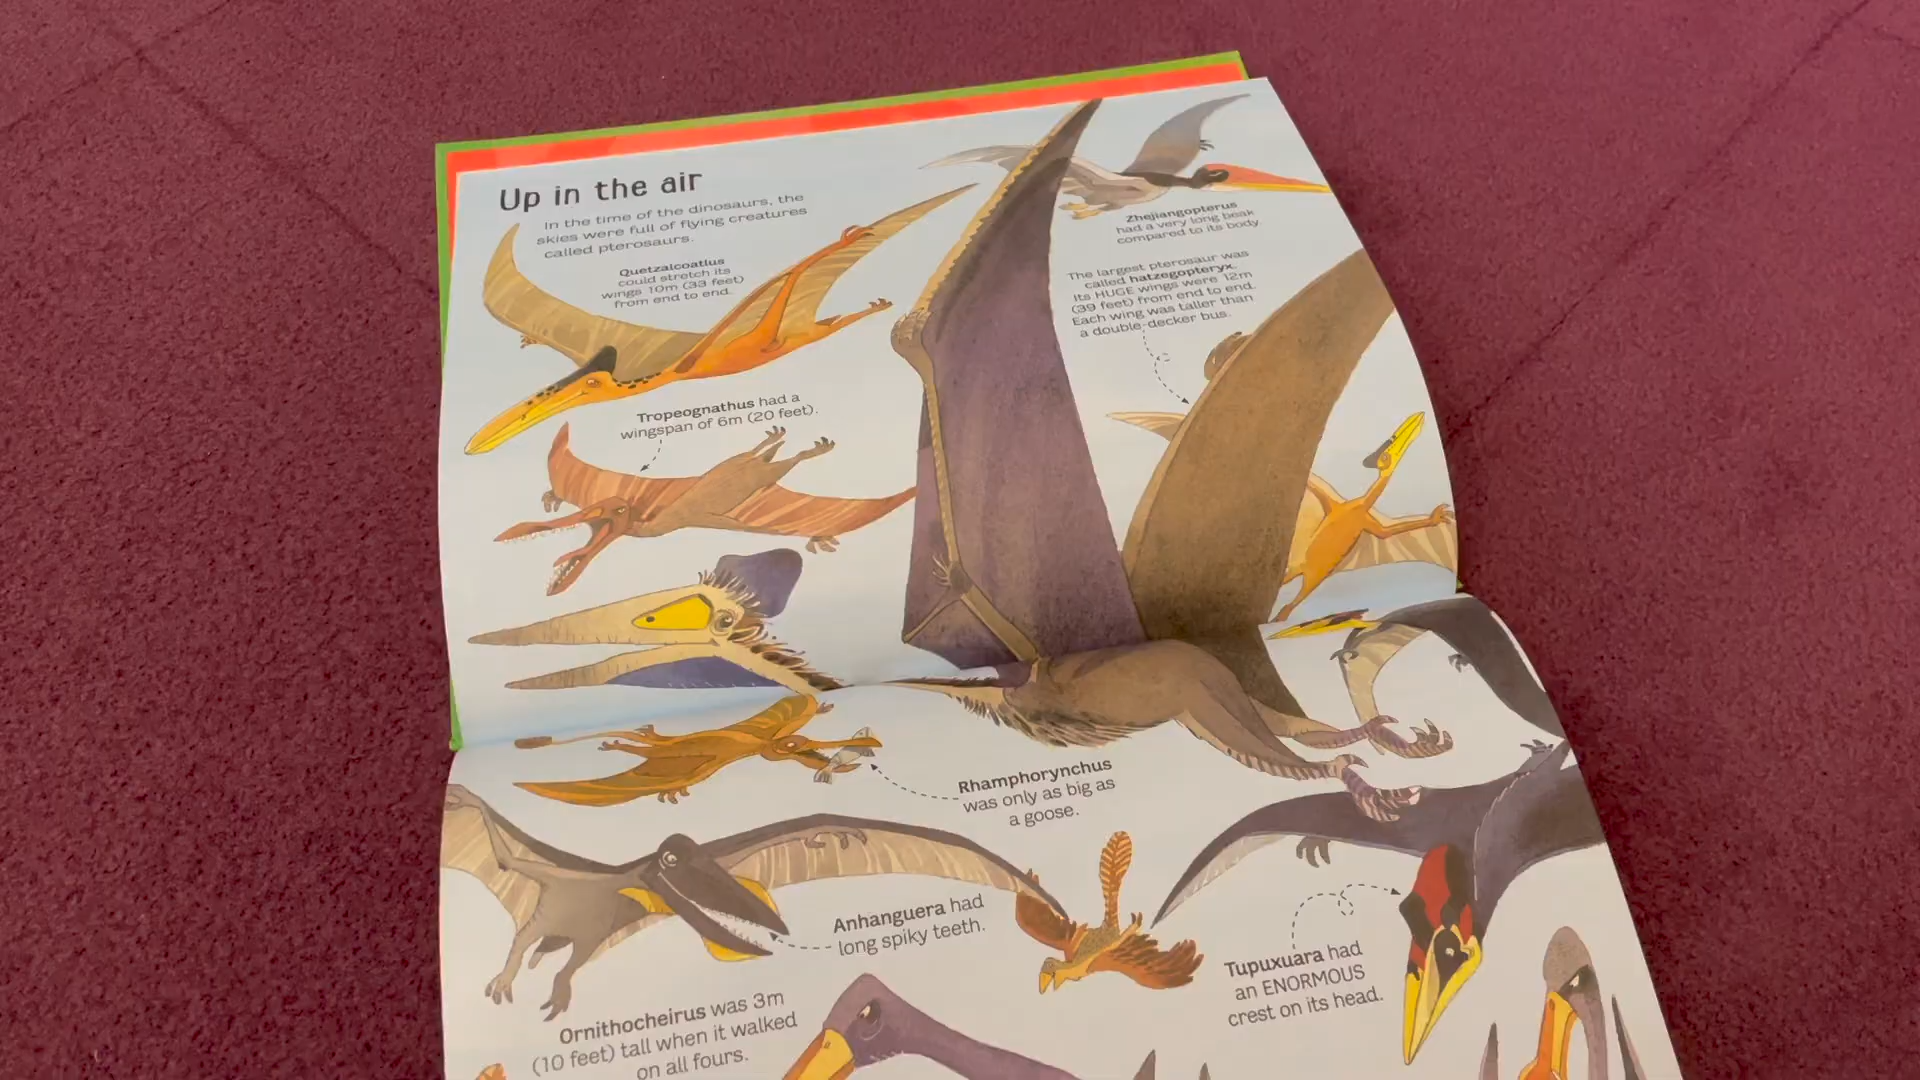 Up in the air
In the time of the dinosaurs, the
skies were full of flying creatures
called pterosaurs.
Quetzalcoatlus
could stretch its
wings 10m (33 feet)
from end to end.
Zhejiangopterus
had a very long beak
compared to its body
The largest pterosaur was
called hatzegopteryx.
Its HUGE wings were 12m
(39 feet) from end to end.
Each wing was taller than
a double-decker bus.
Tropeognathus had a
wingspan of 6m (20 feet).
Rhamphorynchus
was only as big as
a goose.
Anhanguera had
long spiky teeth.
Tupuxuara had
an ENORMOUS
crest on its head.
Ornithocheirus was 3m
(10 feet) tall when it walked
on all fours.